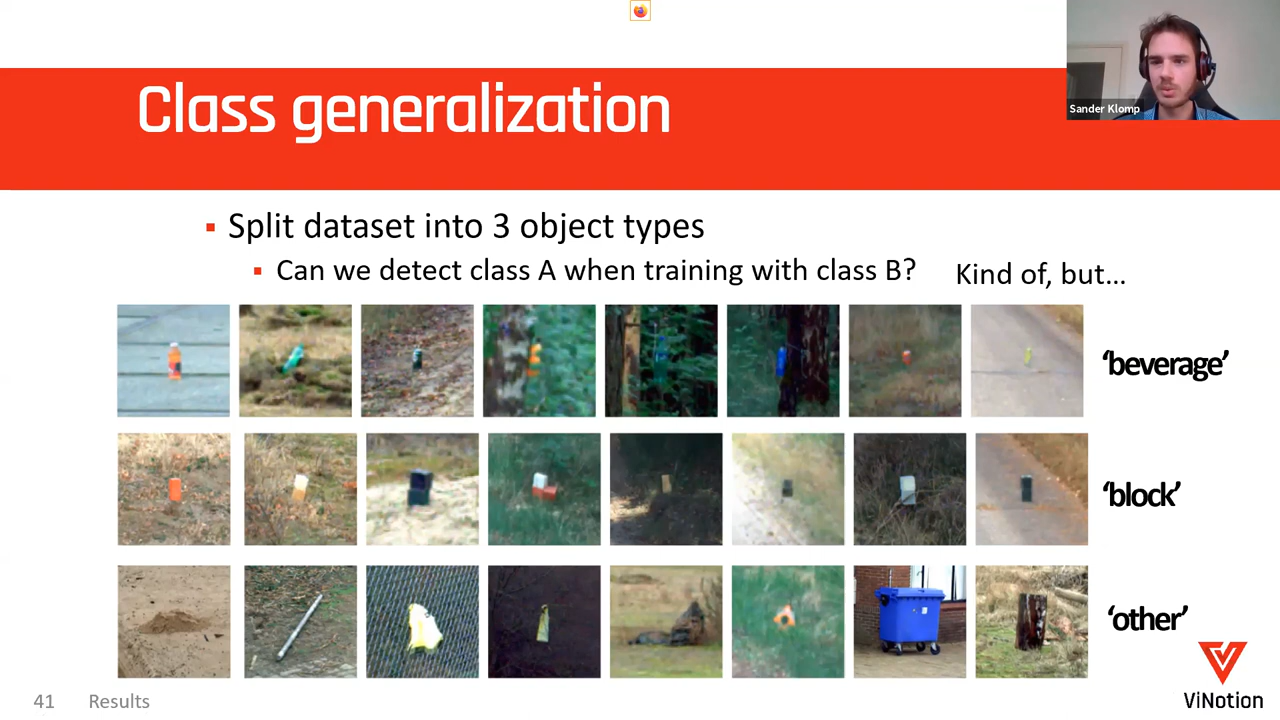 Class generalization
Sander Klomp
▪ Split dataset into 3 object types
▪ Can we detect class A when training with class B?
Kind of, but...
‘beverage’
‘block’
‘other’
41 Results
ViNotion